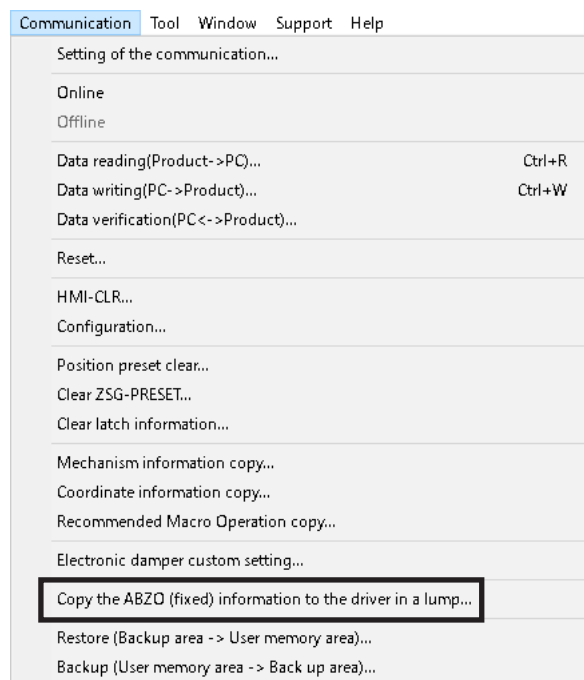 Communication Tool Window Support Help
Setting of the communication...
Online
Offline
Data reading(Product->PC)... Ctrl+R
Data writing(PC->Product)... Ctrl+W
Data verification(PC<->Product)...
Reset...
HMI-CLR...
Configuration...
Position preset clear...
Clear ZSG-PRESET...
Clear latch information...
Mechanism information copy...
Coordinate information copy...
Recommended Macro Operation copy...
Electronic damper custom setting...
Copy the ABZO (fixed) information to the driver in a lump...
Restore (Backup area -> User memory area)...
Backup (User memory area -> Back up area)...